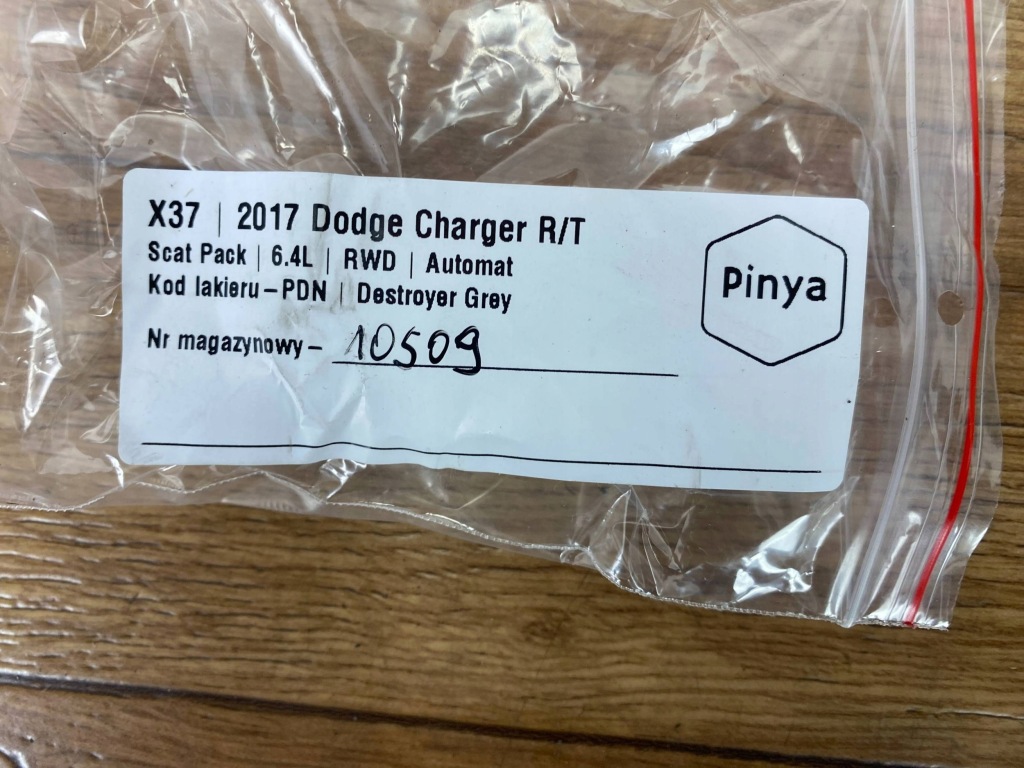 X37 | 2017 Dodge Charger R/T
Scat Pack | 6.4L | RWD | Automat
Kod lakieru – PDN | Destroyer Grey
Nr magazynowy – 10509
Pinya